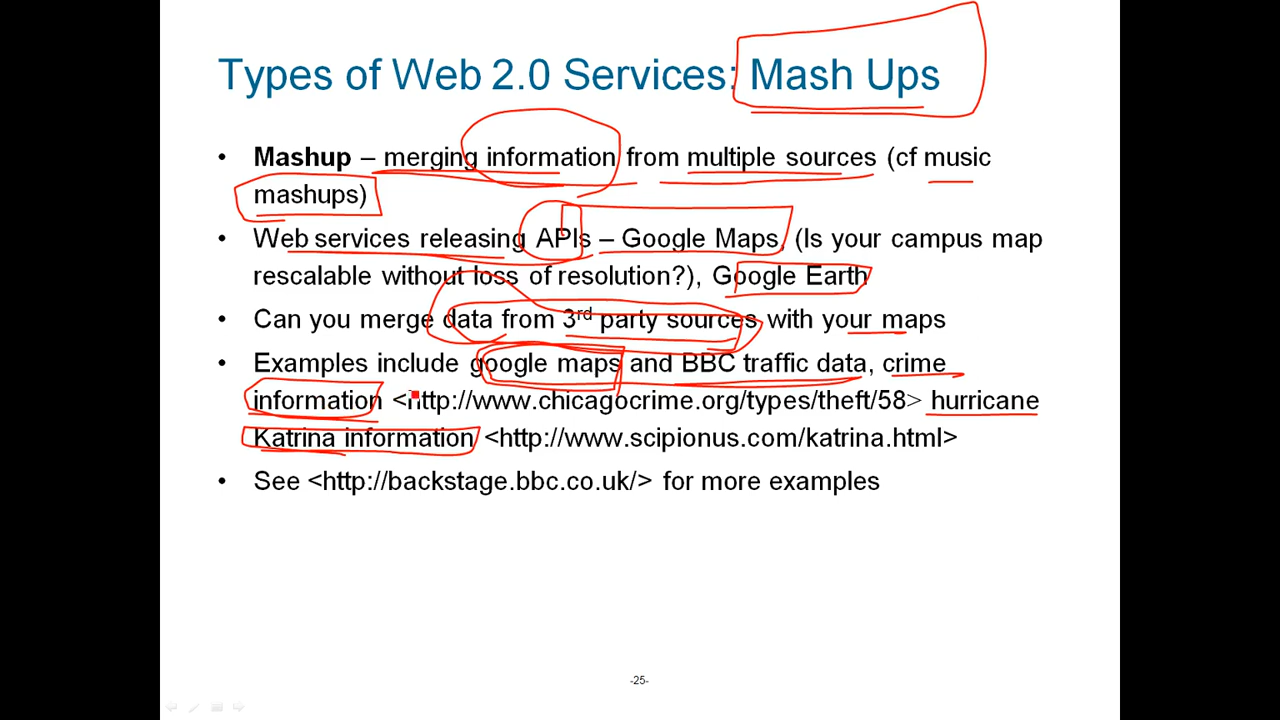 Types of Web 2.0 Services: Mash Ups
• Mashup – merging information from multiple sources (cf music
mashups)
• Web services releasing APIs – Google Maps, (Is your campus map
rescalable without loss of resolution?), Google Earth
• Can you merge data from 3rd party sources with your maps
• Examples include google maps and BBC traffic data, crime
information <http://www.chicagocrime.org/types/theft/58> hurricane
Katrina information <http://www.scipionus.com/katrina.html>
• See <http://backstage.bbc.co.uk/> for more examples
-25-